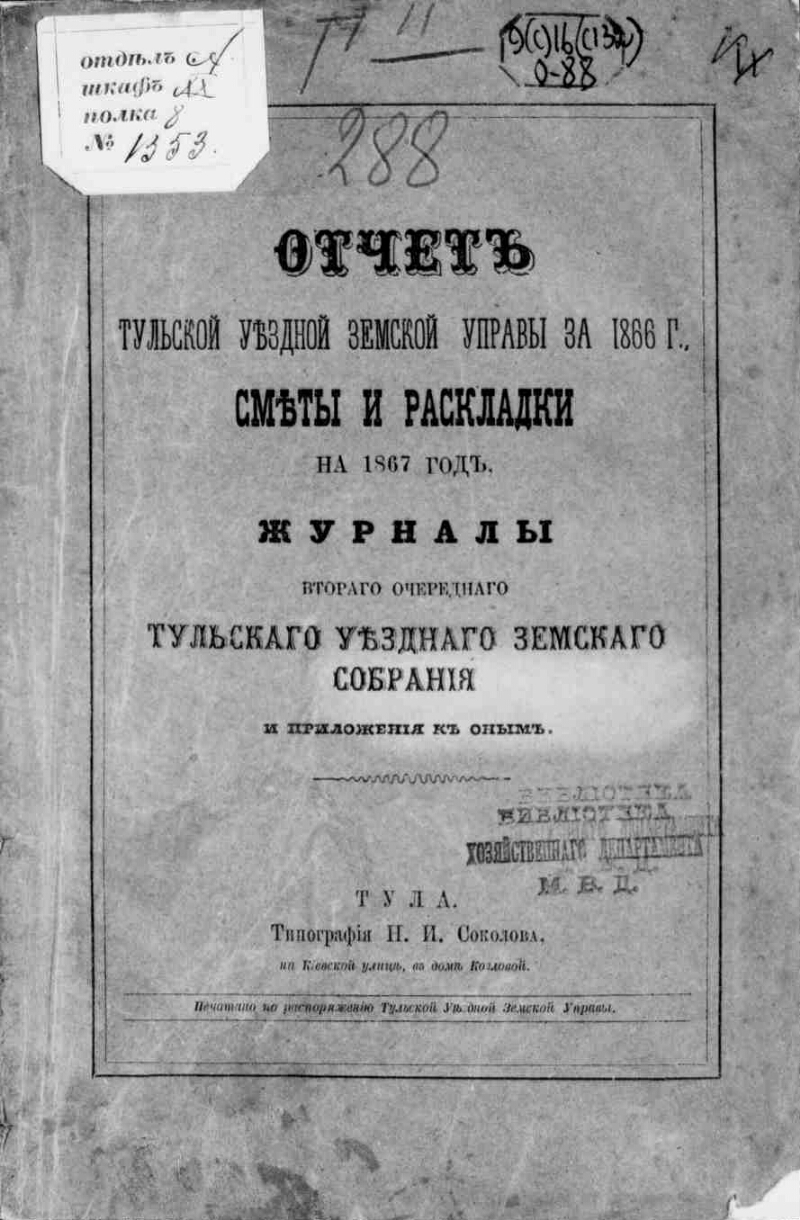 отдѣлъ
шкафъ
полка 8
№ 1353.
288
0-88
ОТЧЕТЪ
ТУЛЬСКОЙ УѢЗДНОЙ ЗЕМСКОЙ УПРАВЫ ЗА 1866 Г.,
СМѢТЫ И РАСКЛАДКИ
НА 1867 ГОДЪ.
ЖУРНАЛЫ
ВТОРАГО ОЧЕРЕДНАГО
ТУЛЬСКАГО УѢЗДНАГО ЗЕМСКАГО
СОБРАНІЯ
И ПРИЛОЖЕНІЯ КЪ ОНЫМЪ.
БИБЛІОТЕКА
ХОЗЯЙСТВЕННАГО ДЕПАРТАМЕНТА
М. В. Д.
ТУЛА.
Типографія Н. И. Соколова,
на Кіевской улицѣ, въ домѣ Козловой.
Печатано по распоряженію Тульской Уѣздной Земской Управы.